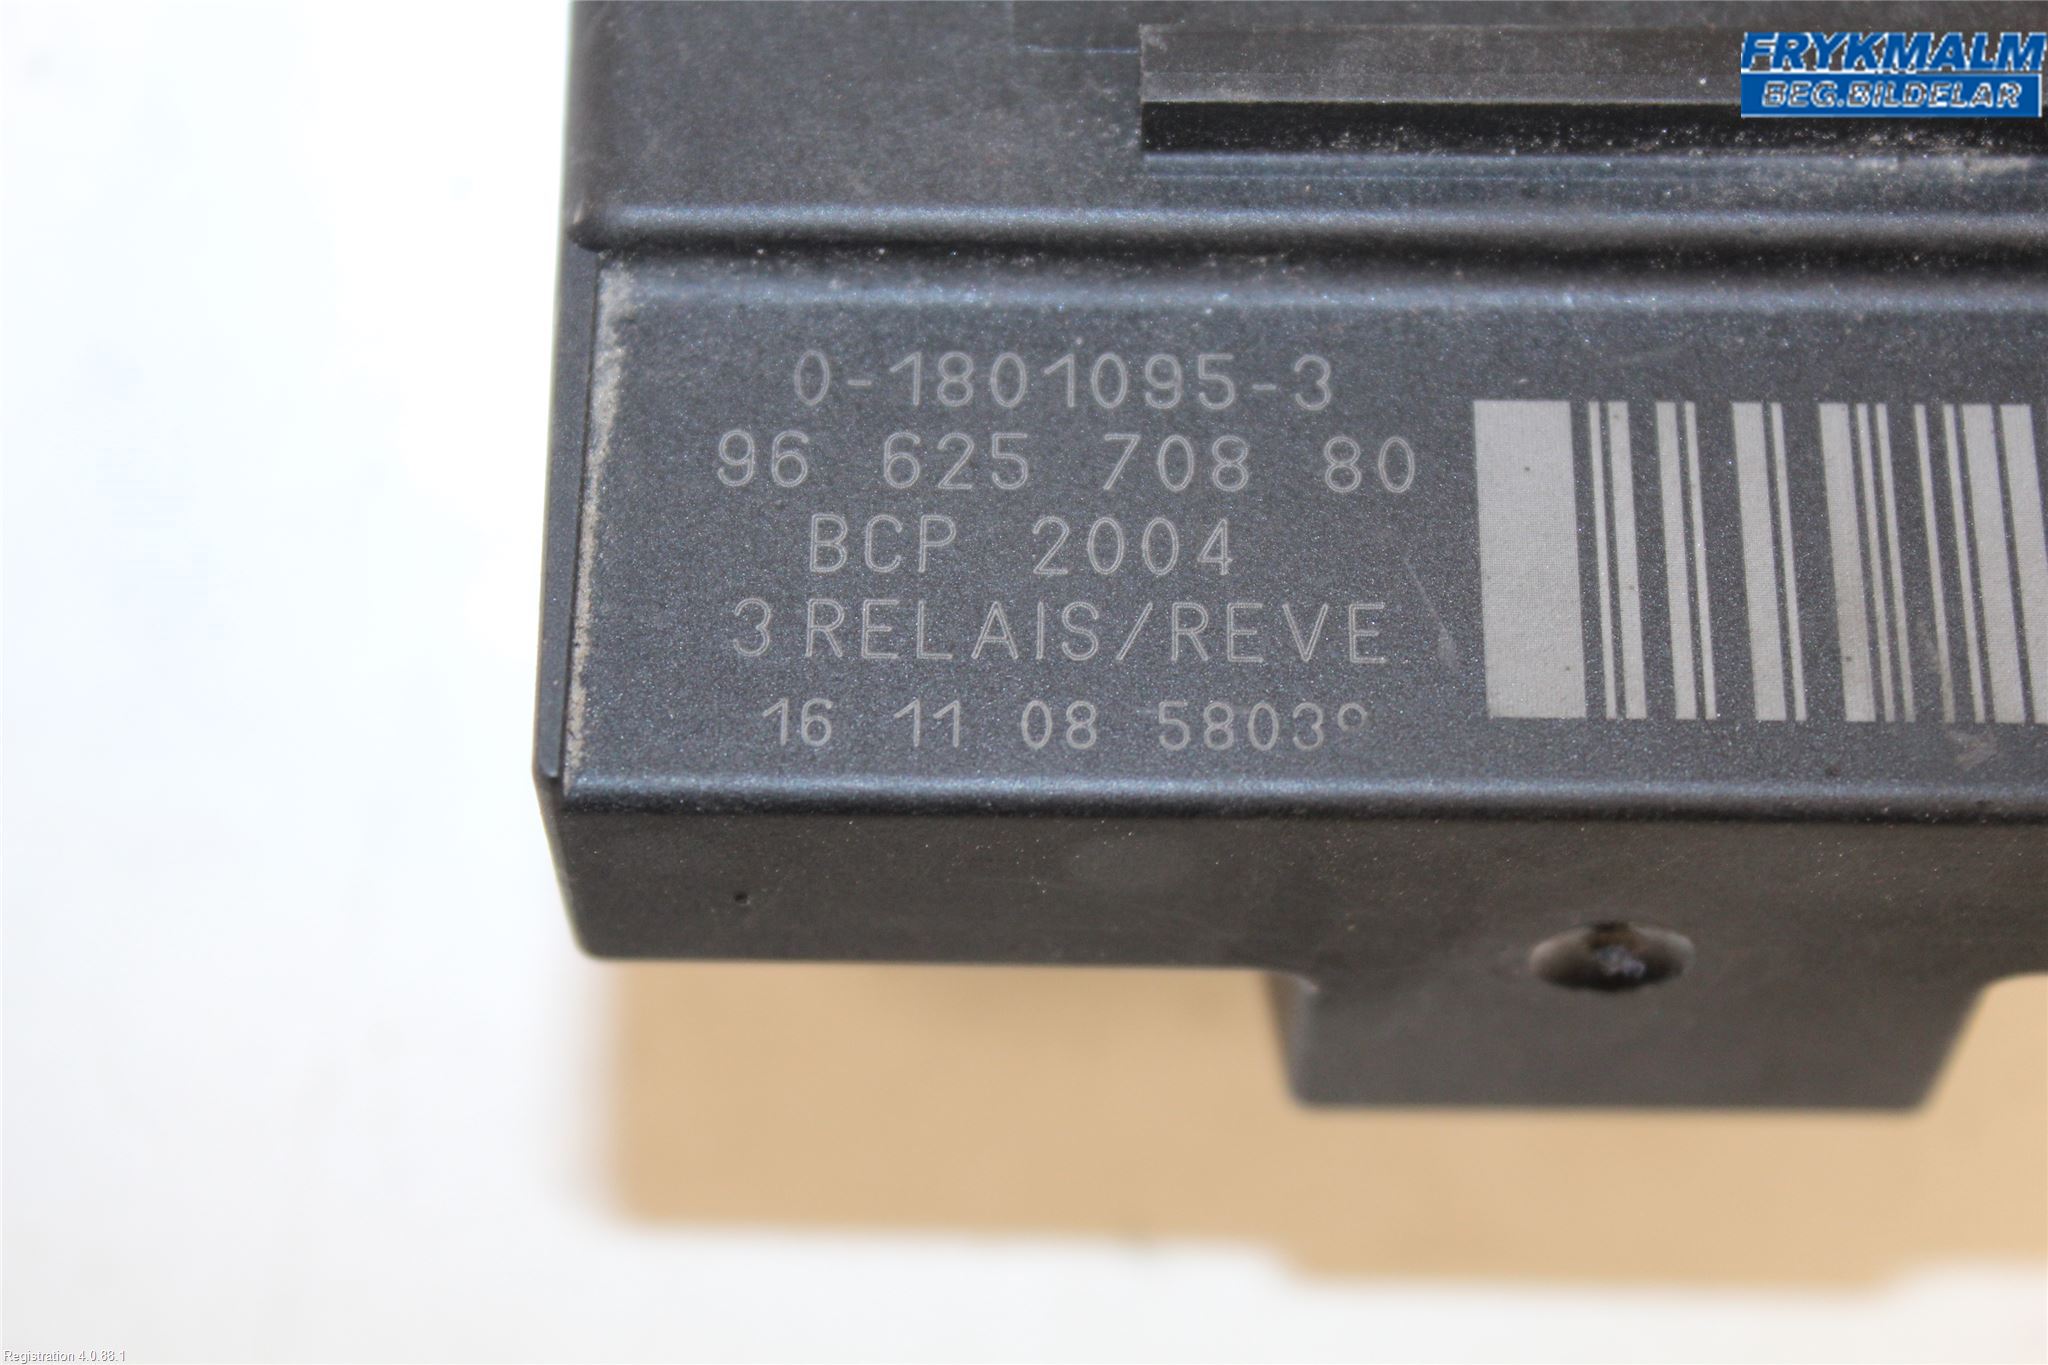 FRYKMALM
BEG.BILDELAR
0-1801095-3
96 625 708 80
BCP 2004
3 RELAIS/REVE
16 11 08
Registration 4.0.88.1